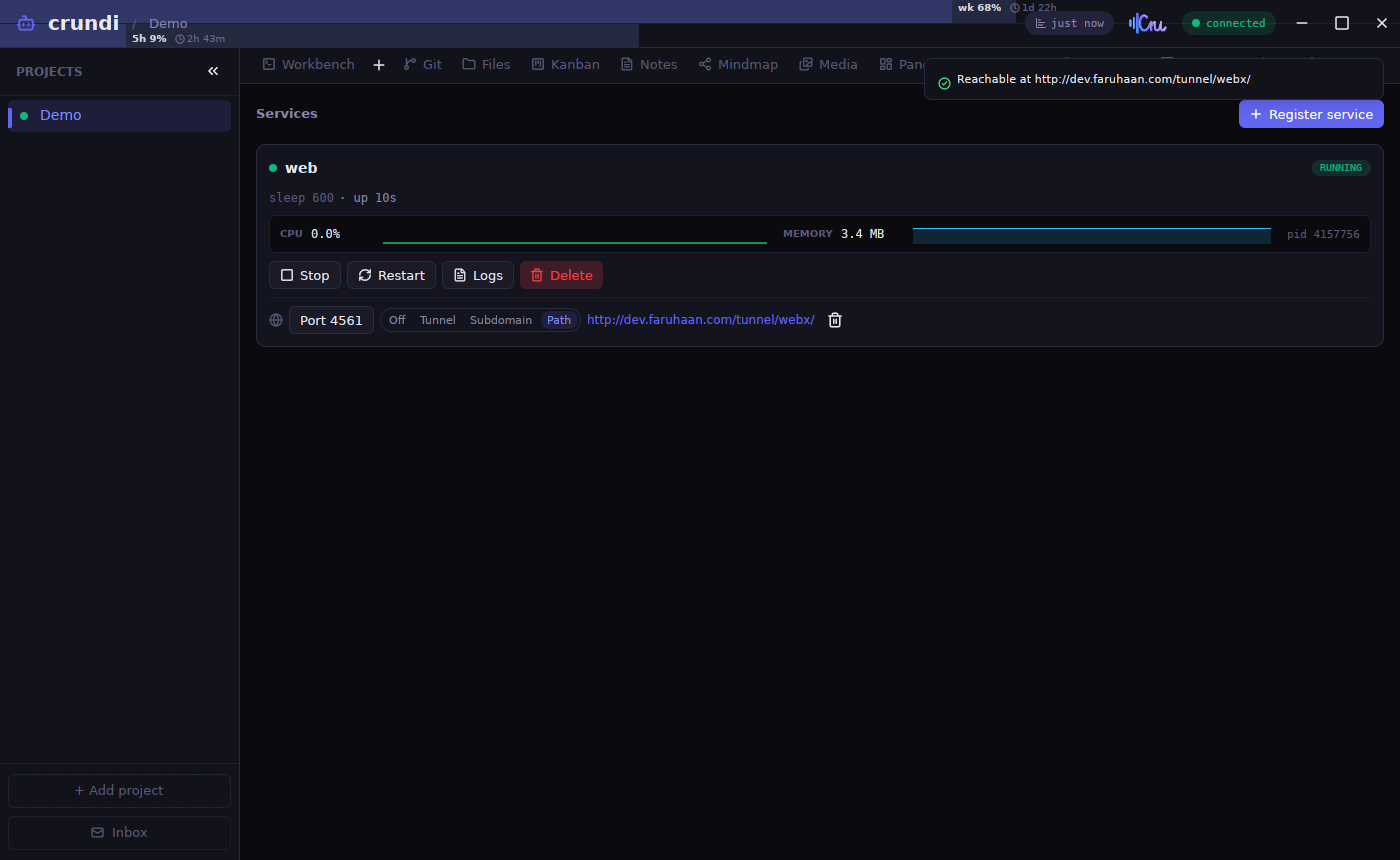 wk 68% 1d 22h
crundi / Demo
5h 9% 2h 43m
just now
Cru
connected
PROJECTS
Workbench + Git Files Kanban Notes Mindmap Media
Reachable at http://dev.faruhaan.com/tunnel/webx/
Demo
Services
+ Register service
web
RUNNING
sleep 600 · up 10s
CPU 0.0% MEMORY 3.4 MB pid 4157756
Stop Restart Logs Delete
Port 4561 Off Tunnel Subdomain Path http://dev.faruhaan.com/tunnel/webx/
+ Add project
Inbox